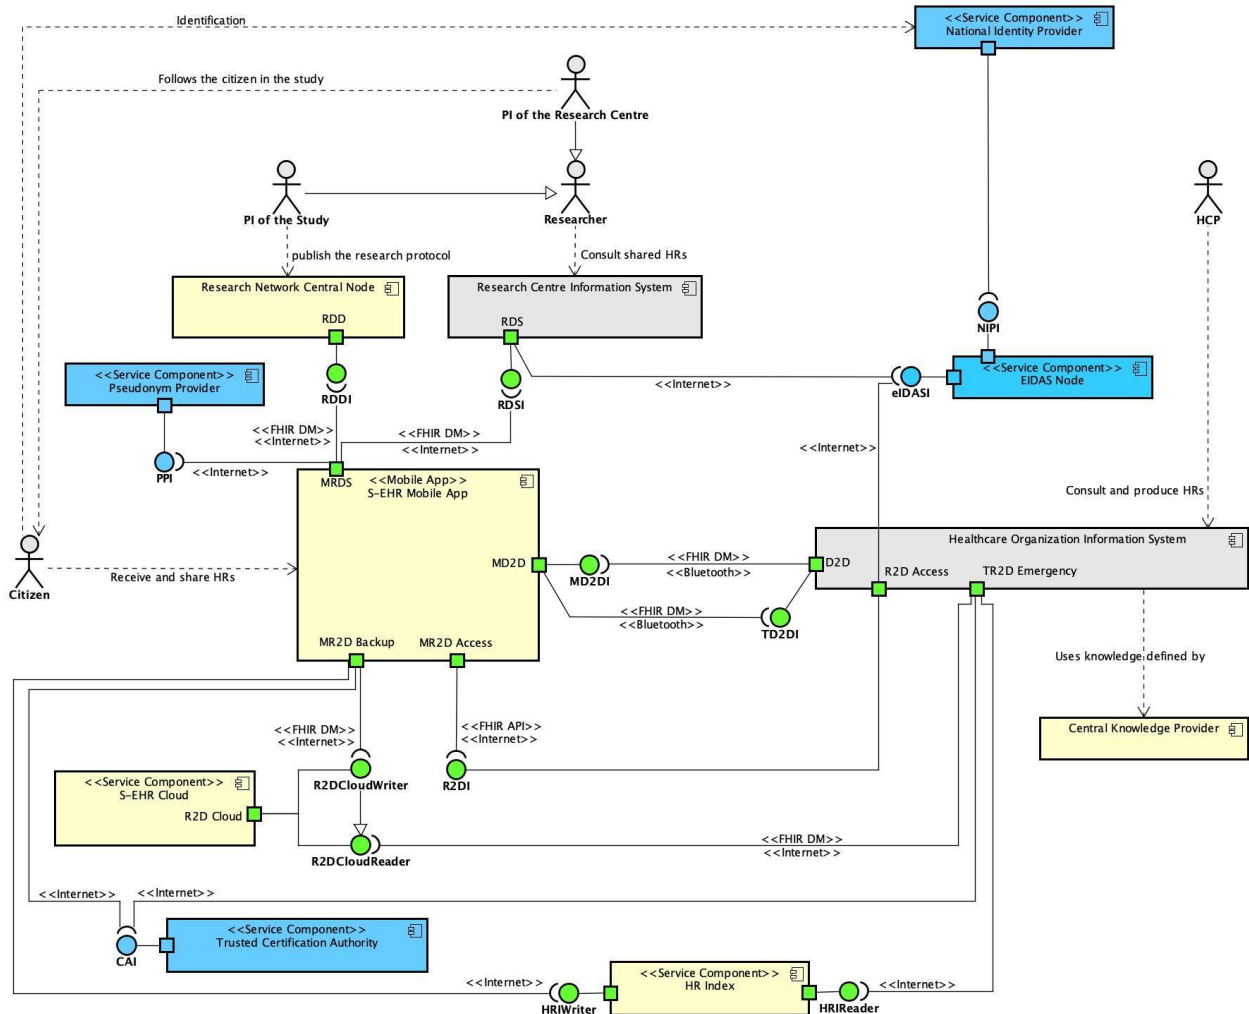 Identification
<<Service Component>>
National Identity Provider
Follows the citizen in the study
PI of the Research Centre
PI of the Study
Researcher
HCP
publish the research protocol
Consult shared HRs
Research Network Central Node
RDD
Research Centre Information System
RDS
NIPI
<<Service Component>>
Pseudonym Provider
RDDI
RDSI
<<Internet>>
eIDASI
<<Service Component>>
EIDAS Node
<<FHIR DM>>
<<Internet>>
<<FHIR DM>>
<<Internet>>
<<Internet>>
PPI
<<Internet>>
MRDS
<<Mobile App>>
S-EHR Mobile App
Consult and produce HRs
Citizen
Receive and share HRs
MD2D
MD2DI
<<FHIR DM>>
<<Bluetooth>>
Healthcare Organization Information System
D2D
R2D Access
TR2D Emergency
<<FHIR DM>>
<<Bluetooth>>
TD2DI
MR2D Backup
MR2D Access
Uses knowledge defined by
<<FHIR DM>>
<<Internet>>
<<FHIR API>>
<<Internet>>
Central Knowledge Provider
<<Service Component>>
S-EHR Cloud
R2D Cloud
R2DCloudWriter
R2DI
R2DCloudReader
<<FHIR DM>>
<<Internet>>
<<Internet>>
<<Internet>>
CAI
<<Service Component>>
Trusted Certification Authority
<<Internet>>
HRIWriter
<<Service Component>>
HR Index
HRIReader
<<Internet>>